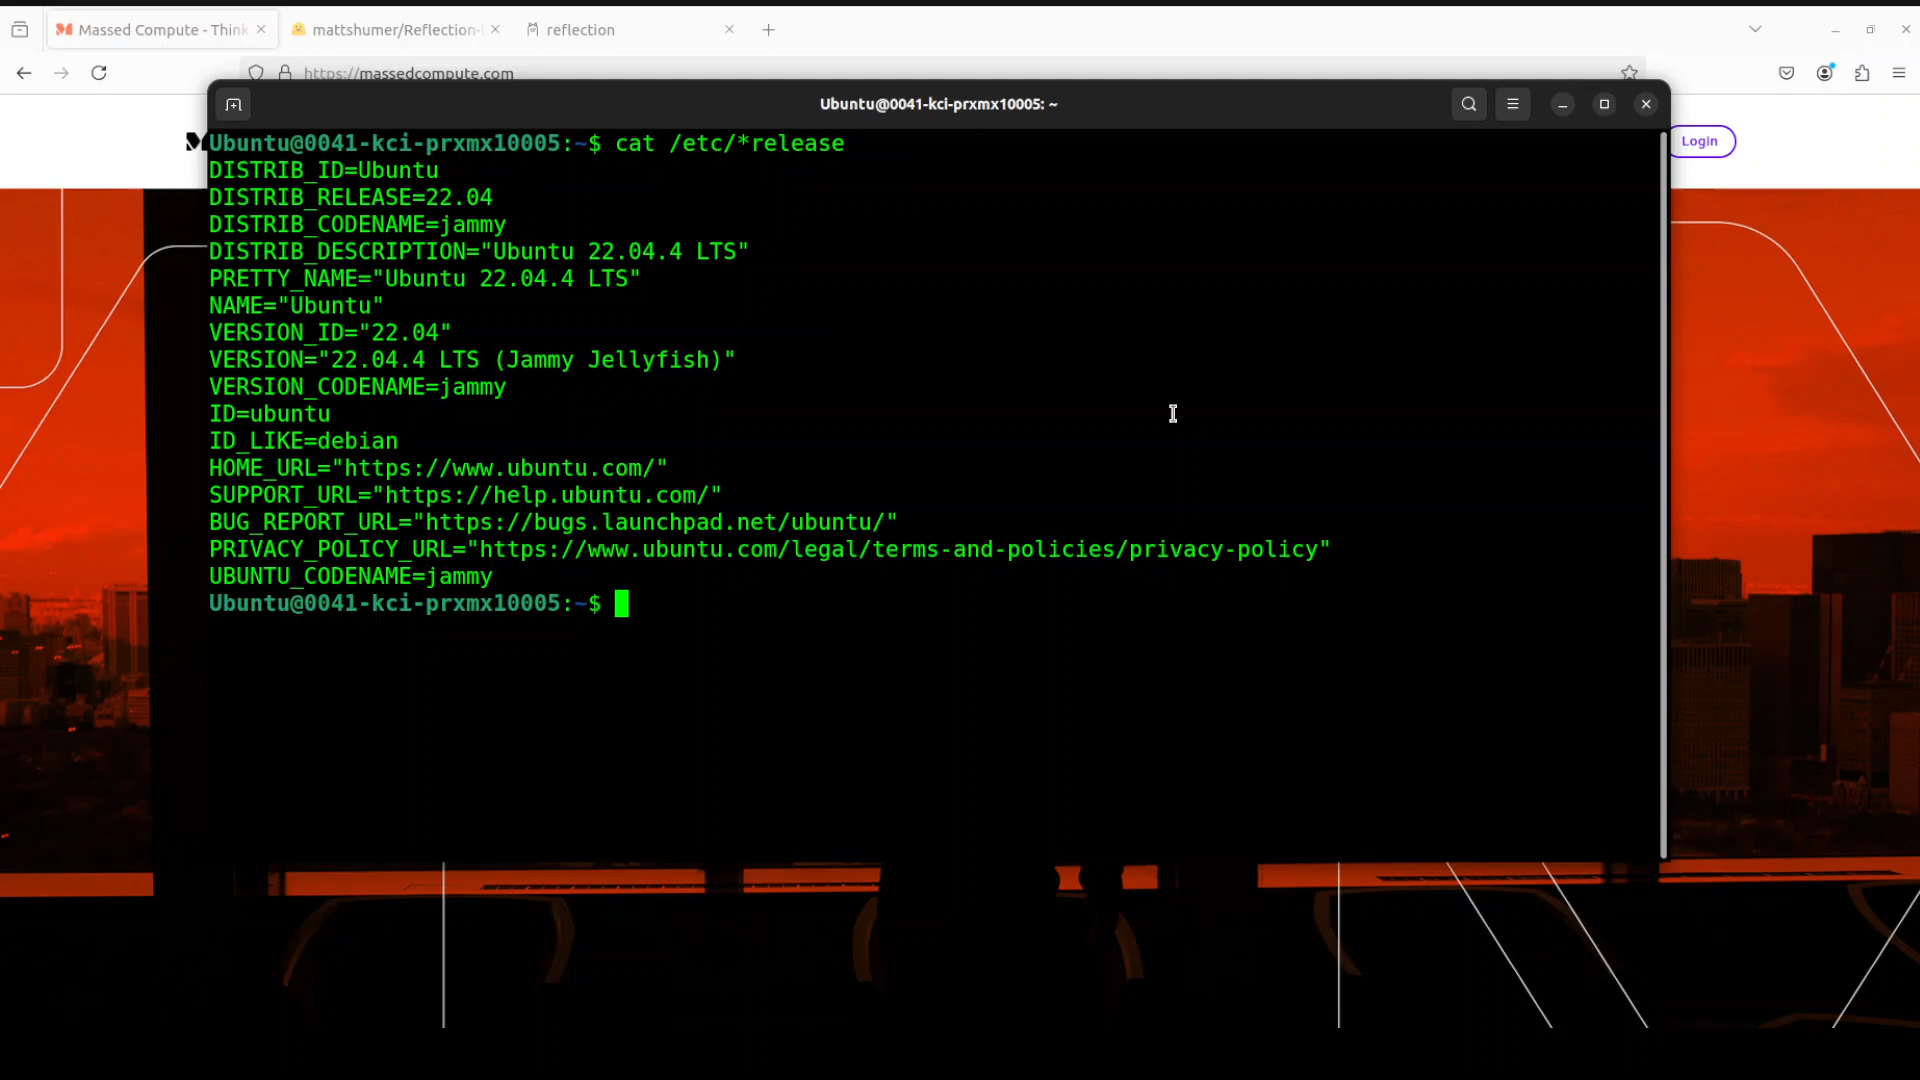 Massed Compute - Think
mattshumer/Reflection-
reflection
https://massedcompute.com
Ubuntu@0041-kci-prxmx10005: ~
Login
Ubuntu@0041-kci-prxmx10005:~$ cat /etc/*release
DISTRIB_ID=Ubuntu
DISTRIB_RELEASE=22.04
DISTRIB_CODENAME=jammy
DISTRIB_DESCRIPTION="Ubuntu 22.04.4 LTS"
PRETTY_NAME="Ubuntu 22.04.4 LTS"
NAME="Ubuntu"
VERSION_ID="22.04"
VERSION="22.04.4 LTS (Jammy Jellyfish)"
VERSION_CODENAME=jammy
ID=ubuntu
ID_LIKE=debian
HOME_URL="https://www.ubuntu.com/"
SUPPORT_URL="https://help.ubuntu.com/"
BUG_REPORT_URL="https://bugs.launchpad.net/ubuntu/"
PRIVACY_POLICY_URL="https://www.ubuntu.com/legal/terms-and-policies/privacy-policy"
UBUNTU_CODENAME=jammy
Ubuntu@0041-kci-prxmx10005:~$